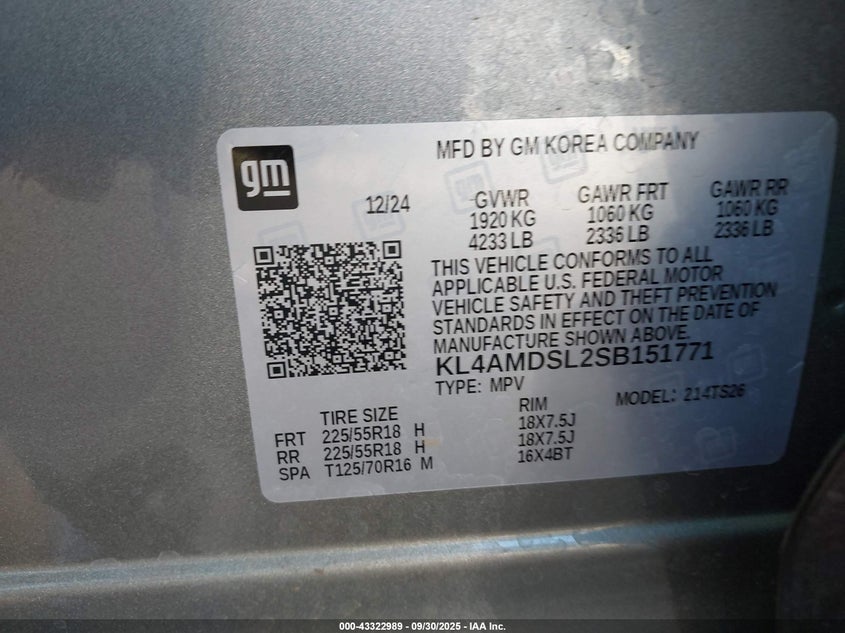 MFD BY GM KOREA COMPANY
gm
12/24
GVWR GAWR FRT GAWR RR
1920 KG 1060 KG 1060 KG
4233 LB 2336 LB 2336 LB
THIS VEHICLE CONFORMS TO ALL
APPLICABLE U.S. FEDERAL MOTOR
VEHICLE SAFETY AND THEFT PREVENTION
STANDARDS IN EFFECT ON THE DATE OF
MANUFACTURE SHOWN ABOVE.
KL4AMDSL2SB151771
TYPE: MPV MODEL: 214TS26
TIRE SIZE RIM
FRT 225/55R18 H 18X7.5J
RR 225/55R18 H 18X7.5J
SPA T125/70R16 M 16X4BT
000-43322989 - 09/30/2025 - IAA Inc.